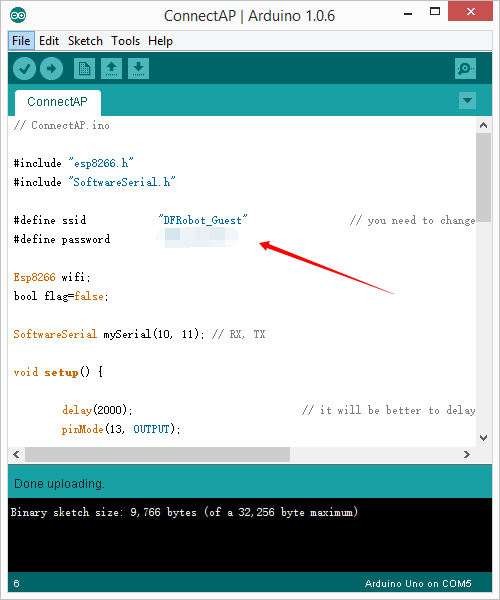 ConnectAP | Arduino 1.0.6
File Edit Sketch Tools Help
ConnectAP
// ConnectAP.ino
#include "esp8266.h"
#include "SoftwareSerial.h"
#define ssid "DFRobot_Guest" // you need to change
#define password
Esp8266 wifi;
bool flag=false;
SoftwareSerial mySerial(10, 11); // RX, TX
void setup() {
delay(2000); // it will be better to delay
pinMode(13, OUTPUT);
Done uploading.
Binary sketch size: 9,766 bytes (of a 32,256 byte maximum)
6 Arduino Uno on COM5